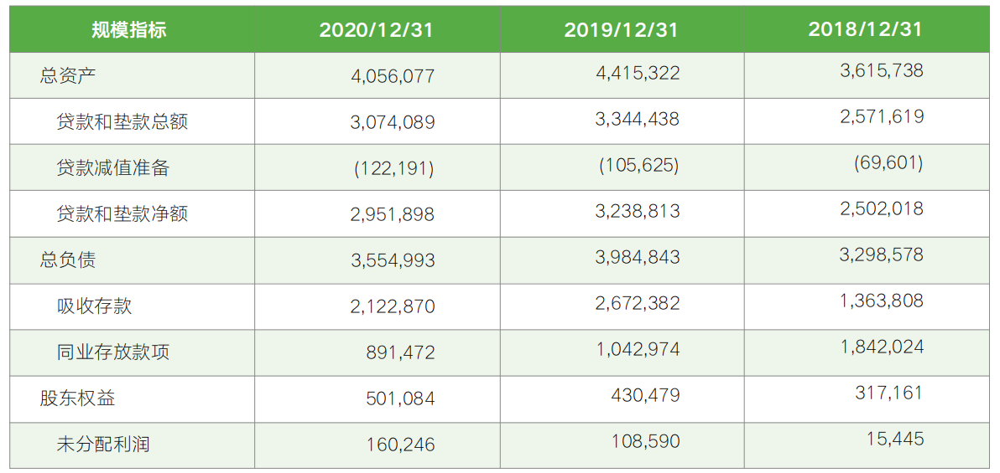 规模指标 2020/12/31 2019/12/31 2018/12/31
总资产 4,056,077 4,415,322 3,615,738
贷款和垫款总额 3,074,089 3,344,438 2,571,619
贷款减值准备 (122,191) (105,625) (69,601)
贷款和垫款净额 2,951,898 3,238,813 2,502,018
总负债 3,554,993 3,984,843 3,298,578
吸收存款 2,122,870 2,672,382 1,363,808
同业存放款项 891,472 1,042,974 1,842,024
股东权益 501,084 430,479 317,161
未分配利润 160,246 108,590 15,445